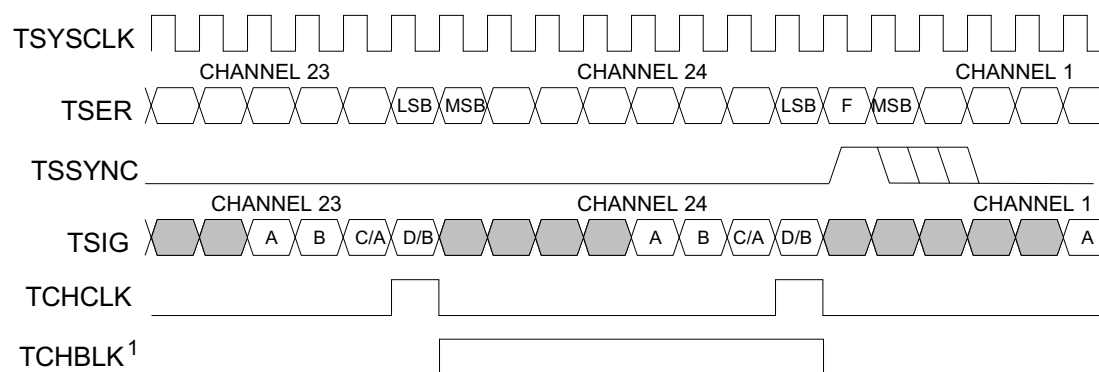 TSYSCLK
CHANNEL 23 CHANNEL 24 CHANNEL 1
TSER LSB MSB LSB F MSB
TSSYNC
CHANNEL 23 CHANNEL 24 CHANNEL 1
TSIG A B C/A D/B A B C/A D/B A
TCHCLK
TCHBLK¹